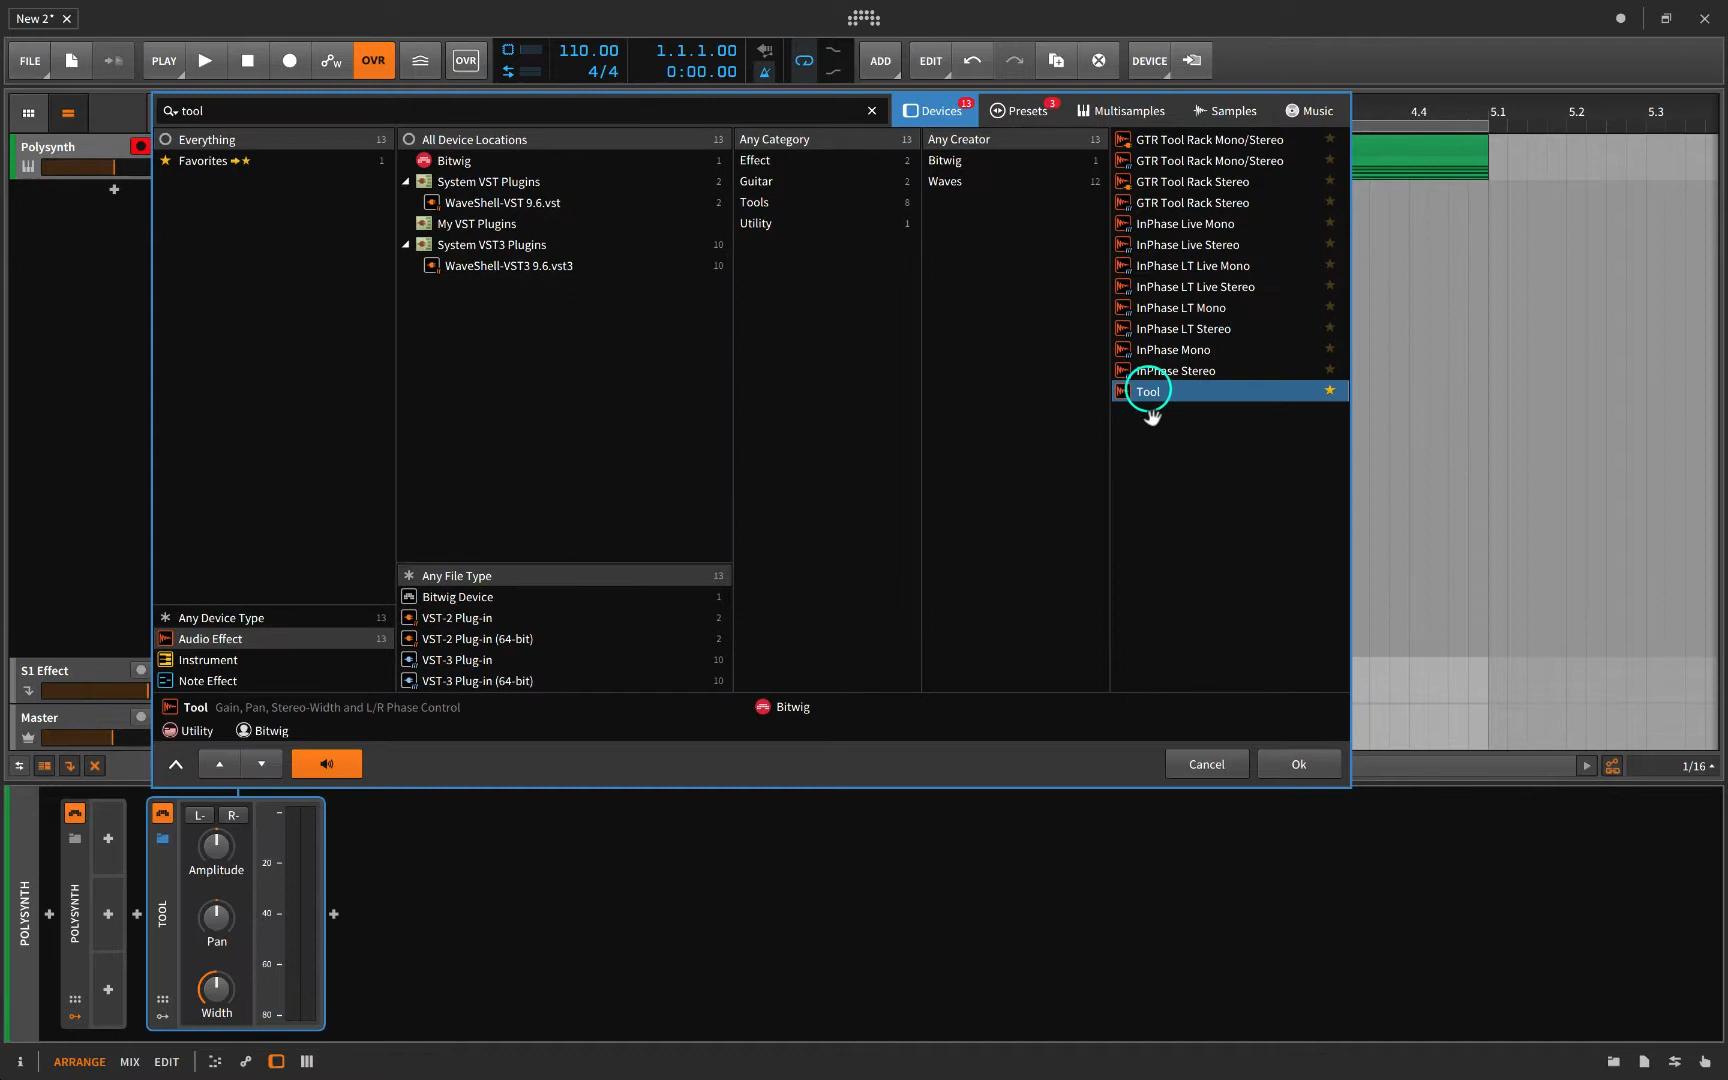 New 2*
FILE
PLAY
OVR
OVR
110.00
4/4
1.1.1.00
0:00.00
ADD
EDIT
DEVICE
tool
Devices 13
Presets 3
Multisamples
Samples
Music
4.4
5.1
5.2
5.3
Polysynth
S1 Effect
Master
Everything 13
Favorites 1
Any Device Type 13
Audio Effect 13
Instrument
Note Effect
All Device Locations 13
Bitwig 1
System VST Plugins 2
WaveShell-VST 9.6.vst 2
My VST Plugins
System VST3 Plugins 10
WaveShell-VST3 9.6.vst3 10
Any File Type 13
Bitwig Device 1
VST-2 Plug-in 2
VST-2 Plug-in (64-bit) 2
VST-3 Plug-in 10
VST-3 Plug-in (64-bit) 10
Any Category 13
Effect 2
Guitar 2
Tools 8
Utility 1
Any Creator 13
Bitwig 1
Waves 12
GTR Tool Rack Mono/Stereo
GTR Tool Rack Mono/Stereo
GTR Tool Rack Stereo
GTR Tool Rack Stereo
InPhase Live Mono
InPhase Live Stereo
InPhase LT Live Mono
InPhase LT Live Stereo
InPhase LT Mono
InPhase LT Stereo
InPhase Mono
InPhase Stereo
Tool
Tool Gain, Pan, Stereo-Width and L/R Phase Control
Bitwig
Utility
Bitwig
Cancel
Ok
1/16
POLYSYNTH
POLYSYNTH
TOOL
L-
R-
Amplitude
Pan
Width
20
40
60
80
i
ARRANGE
MIX
EDIT